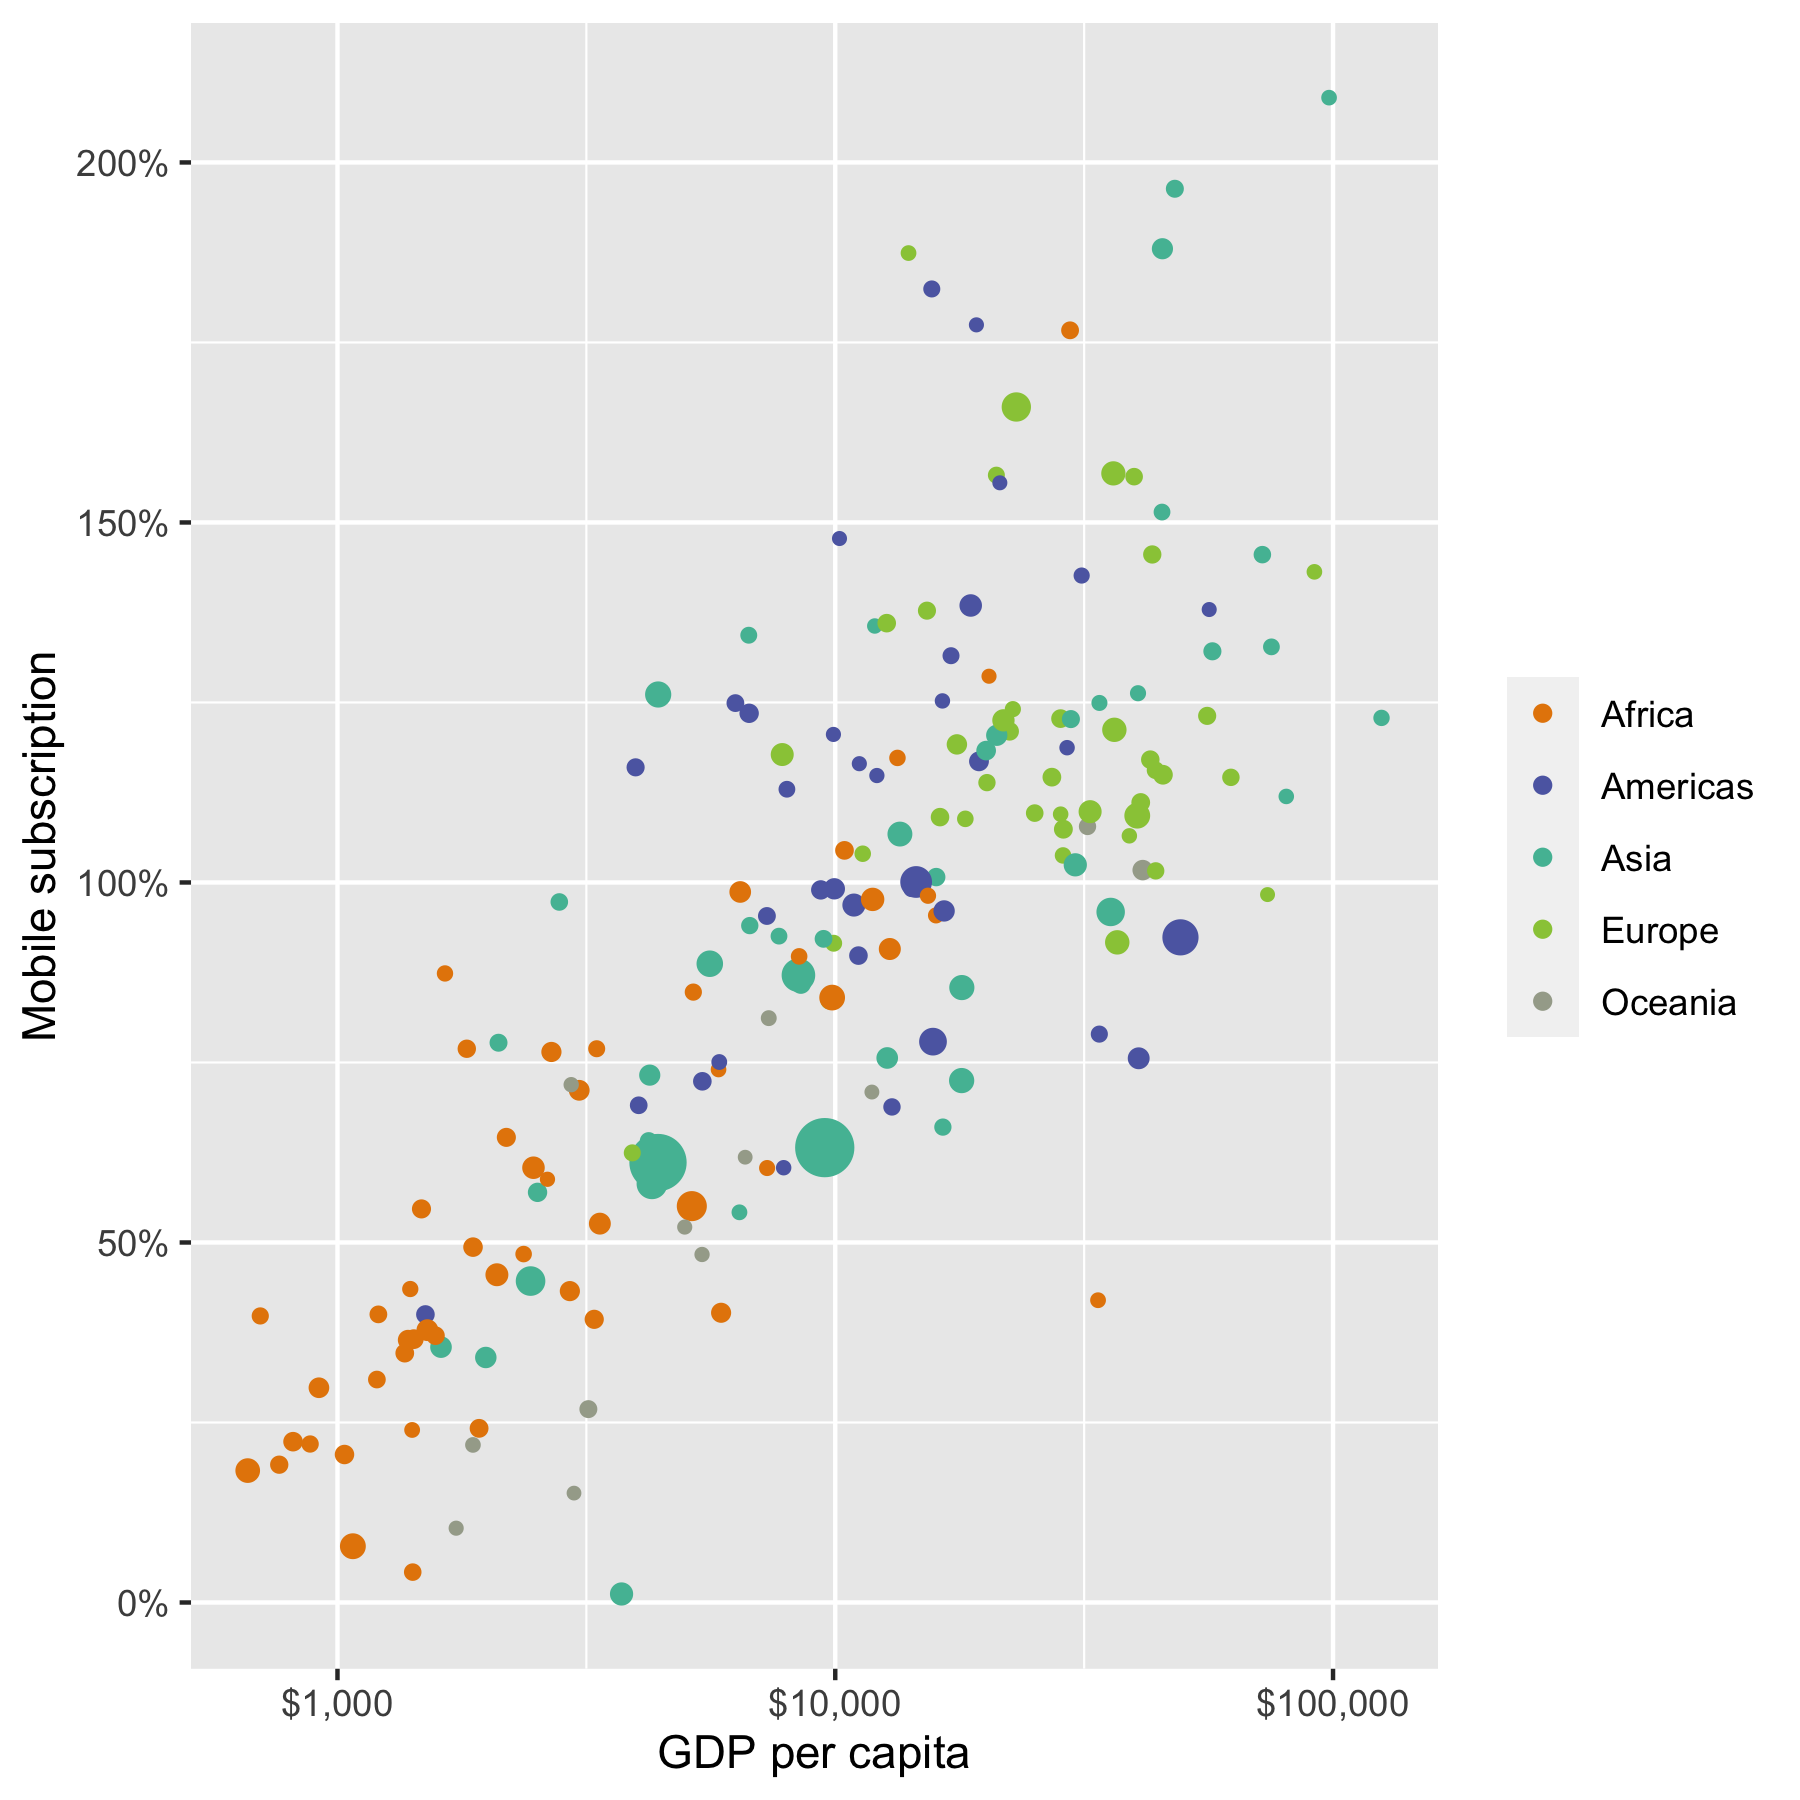 200%
150%
100%
50%
0%
Mobile subscription
$1,000
$10,000
$100,000
GDP per capita
Africa
Americas
Asia
Europe
Oceania